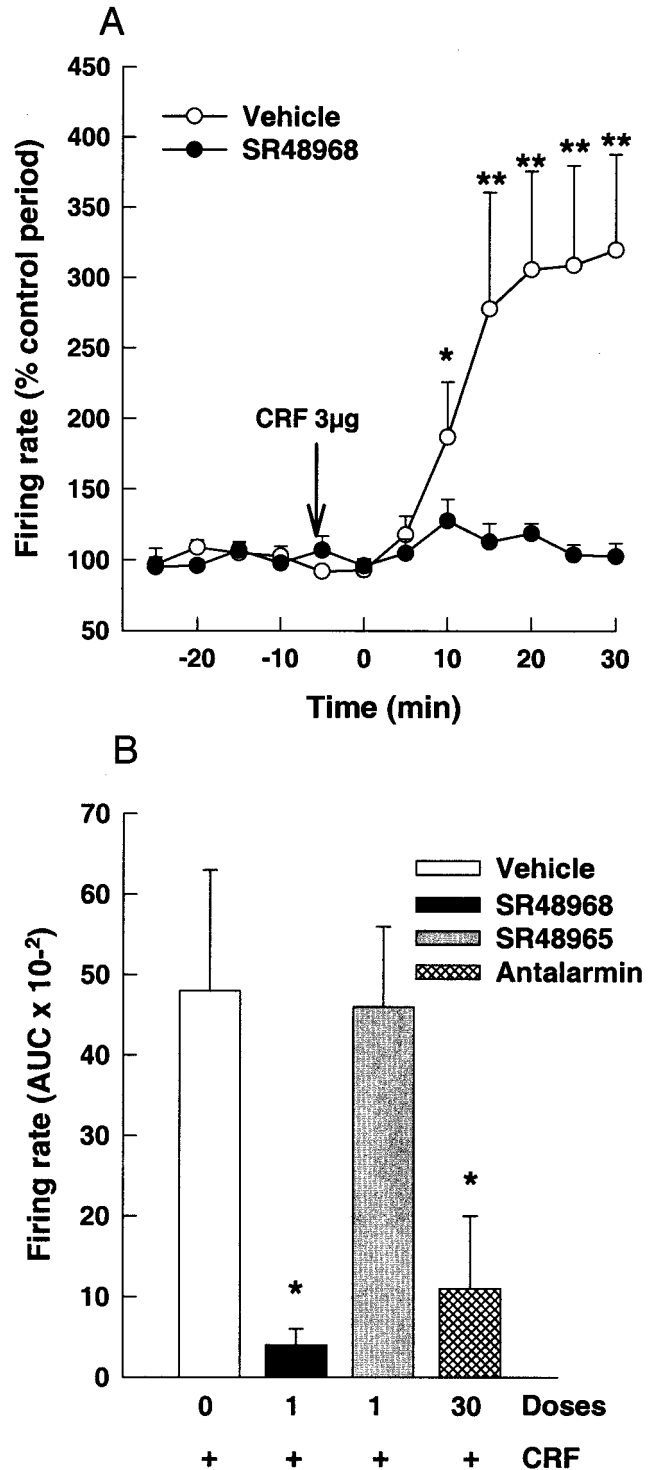 A
450
400
350
300
250
200
150
100
50
Firing rate (% control period)
Vehicle
SR48968
CRF 3µg
*
**
**
**
**
-20 -10 0 10 20 30
Time (min)
B
70
60
50
40
30
20
10
0
Firing rate (AUC x 10-2)
Vehicle
SR48968
SR48965
Antalarmin
*
*
0 1 1 30 Doses
+ + + + CRF